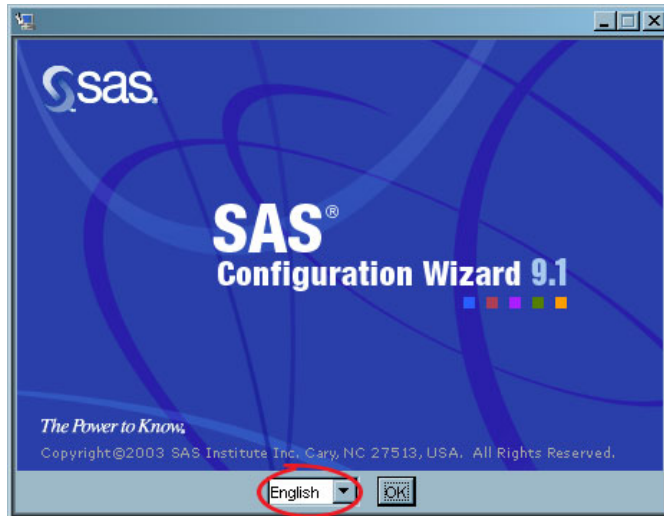 sas.
SAS®
Configuration Wizard 9.1
The Power to Know.
Copyright©2003 SAS Institute Inc. Cary, NC 27513, USA. All Rights Reserved.
English OK